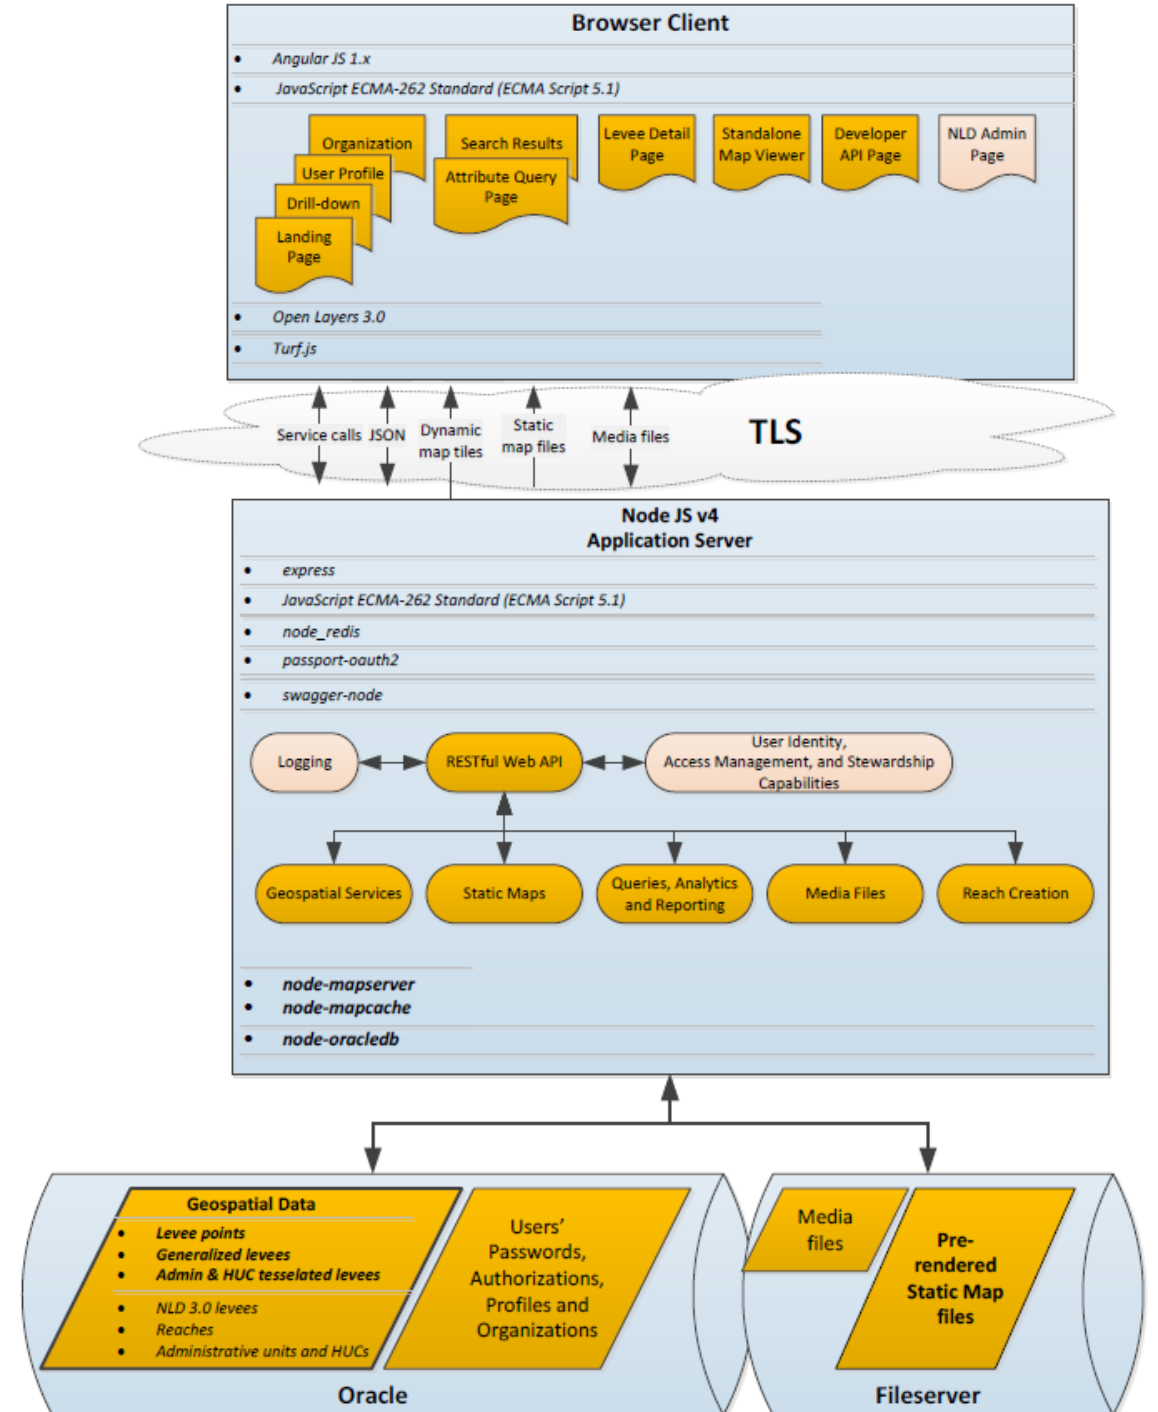 Browser Client
• Angular JS 1.x
• JavaScript ECMA-262 Standard (ECMA Script 5.1)
Organization
User Profile
Drill-down
Landing
Page
Search Results
Attribute Query
Page
Levee Detail
Page
Standalone
Map Viewer
Developer
API Page
NLD Admin
Page
• Open Layers 3.0
• Turf.js
Service calls
JSON
Dynamic
map tiles
Static
map files
Media files
TLS
Node JS v4
Application Server
• express
• JavaScript ECMA-262 Standard (ECMA Script 5.1)
• node_redis
• passport-oauth2
• swagger-node
Logging
RESTful Web API
User Identity,
Access Management, and Stewardship
Capabilities
Geospatial Services
Static Maps
Queries, Analytics
and Reporting
Media Files
Reach Creation
• node-mapserver
• node-mapcache
• node-oracledb
Geospatial Data
• Levee points
• Generalized levees
• Admin & HUC tesselated levees
• NLD 3.0 levees
• Reaches
• Administrative units and HUCs
Users'
Passwords,
Authorizations,
Profiles and
Organizations
Oracle
Media
files
Pre-
rendered
Static Map
files
Fileserver